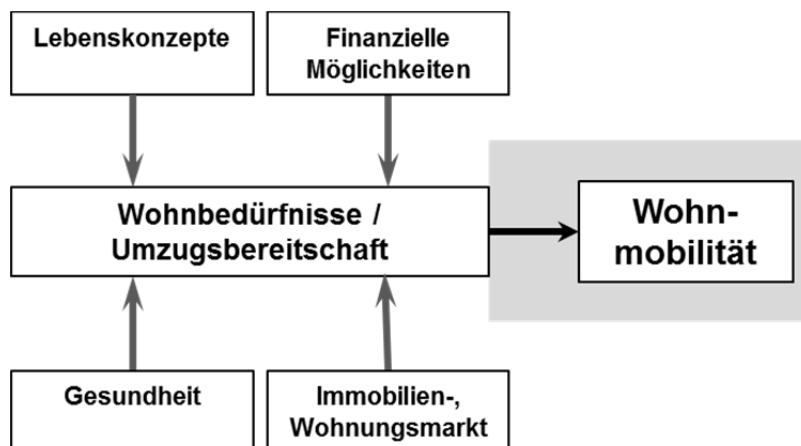 Lebenskonzepte
Finanzielle
Möglichkeiten
Wohnbedürfnisse /
Umzugsbereitschaft
Wohn-
mobilität
Gesundheit
Immobilien-,
Wohnungsmarkt